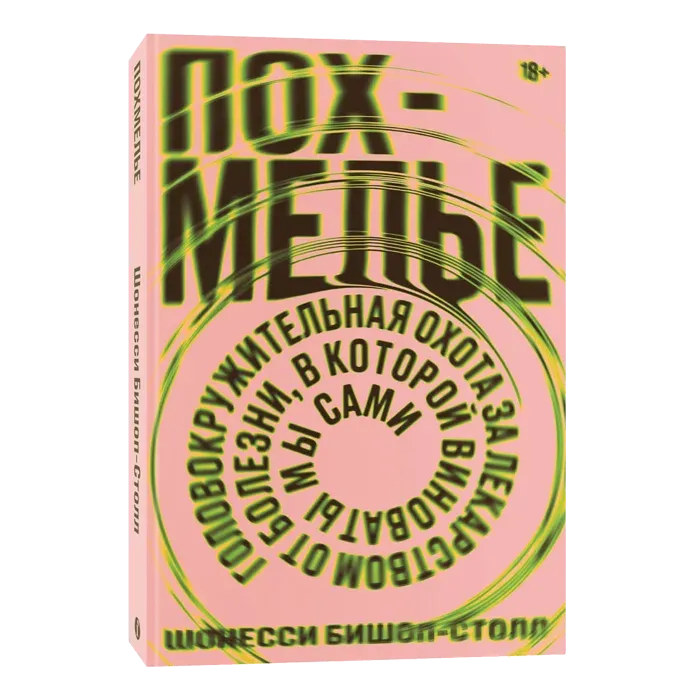 ПОХМЕЛЬЕ
Шонесси Бишоп-Столл
18+
ПОХ-
МЕЛЬЕ
ГОЛОВОКРУЖИТЕЛЬНАЯ ОХОТА ЗА ЛЕКАРСТВОМ ОТ БОЛЕЗНИ, В КОТОРОЙ ВИНОВАТЫ МЫ САМИ
ШОНЕССИ БИШОП-СТОЛЛ